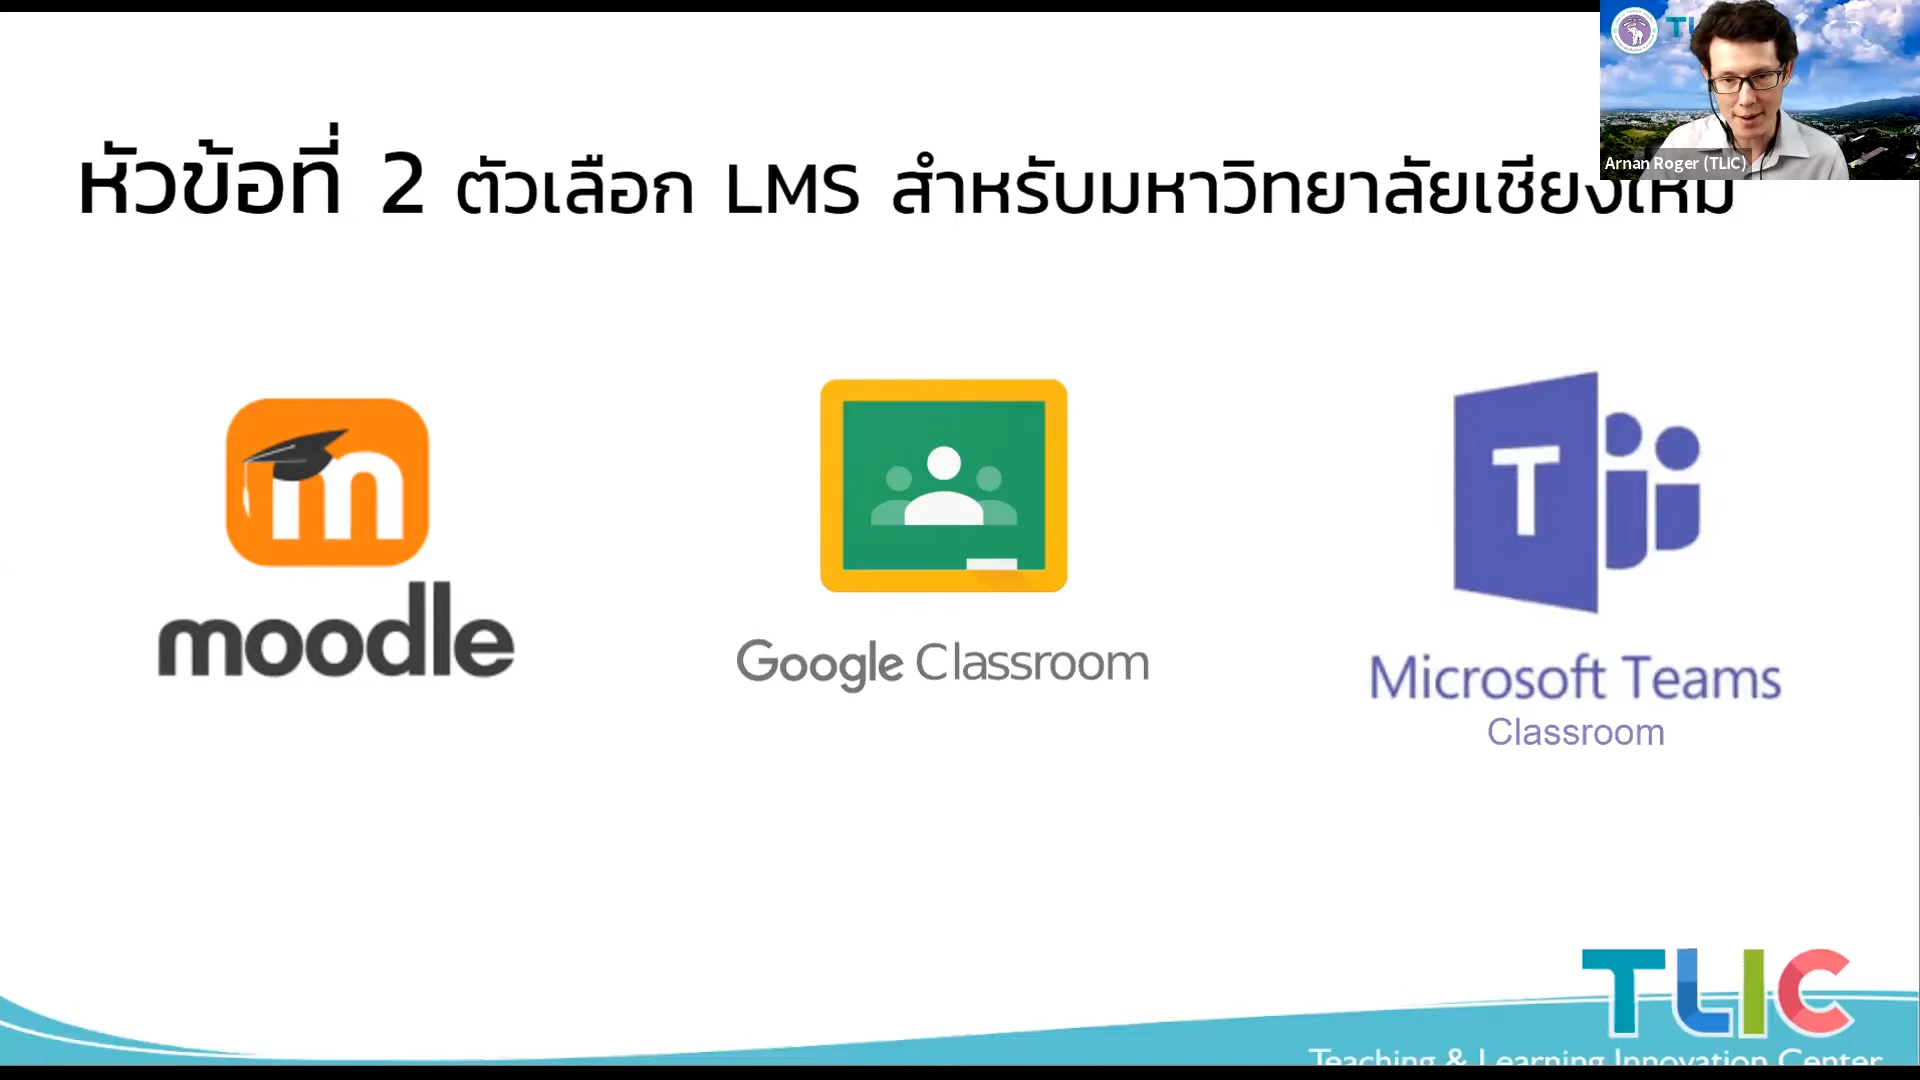 หัวข้อที่ 2 ตัวเลือก LMS สำหรับมหาวิทยาลัยเชียงใหม่
Arnan Roger (TLIC)
moodle
Google Classroom
T
Microsoft Teams
Classroom
TLIC
Teaching & Learning Innovation Center